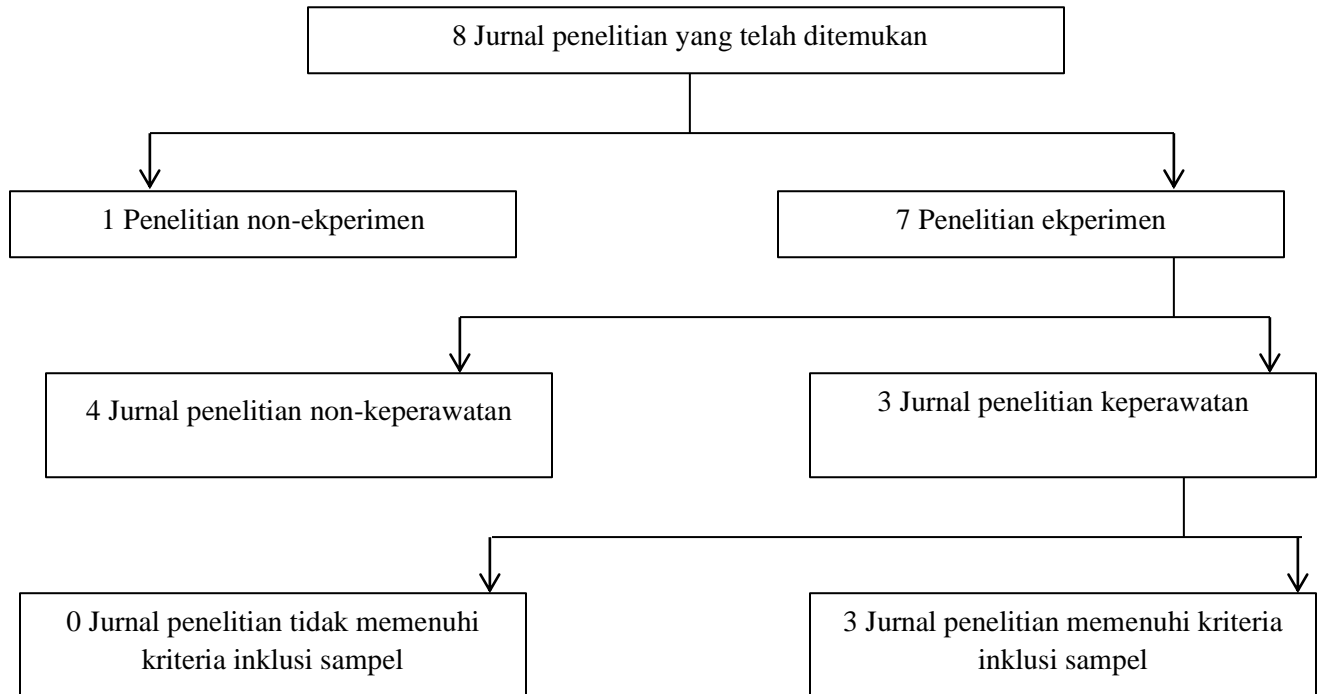 8 Jurnal penelitian yang telah ditemukan
1 Penelitian non-ekperimen
7 Penelitian ekperimen
4 Jurnal penelitian non-keperawatan
3 Jurnal penelitian keperawatan
0 Jurnal penelitian tidak memenuhi
kriteria inklusi sampel
3 Jurnal penelitian memenuhi kriteria
inklusi sampel